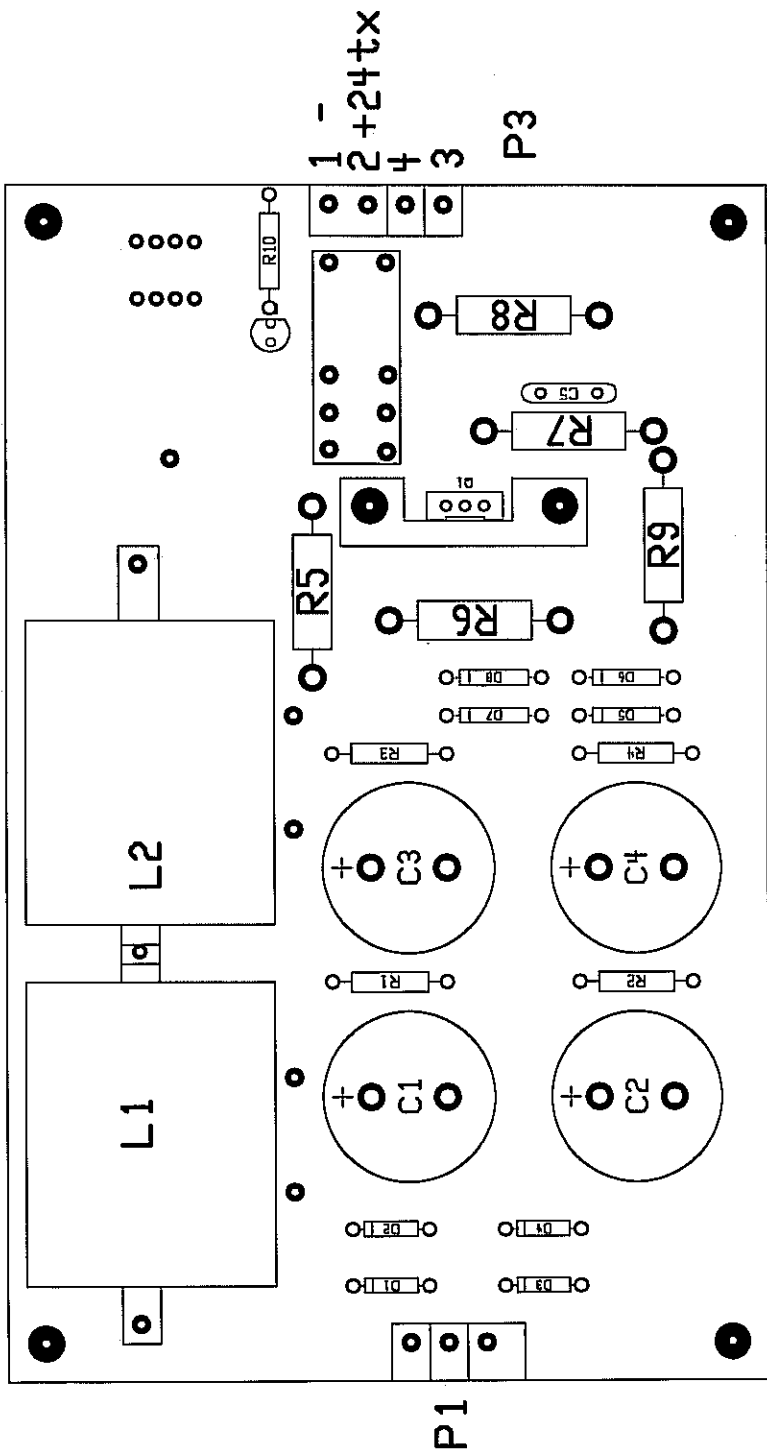 1 -
2 +24tx
4
3
P3
R10
R8
C5
R7
Q1
R5
R9
R6
L2
D8
D6
D7
D5
R3
R4
+
C3
+
C4
R1
R2
L1
+
C1
+
C2
D2
D4
D1
D3
P1